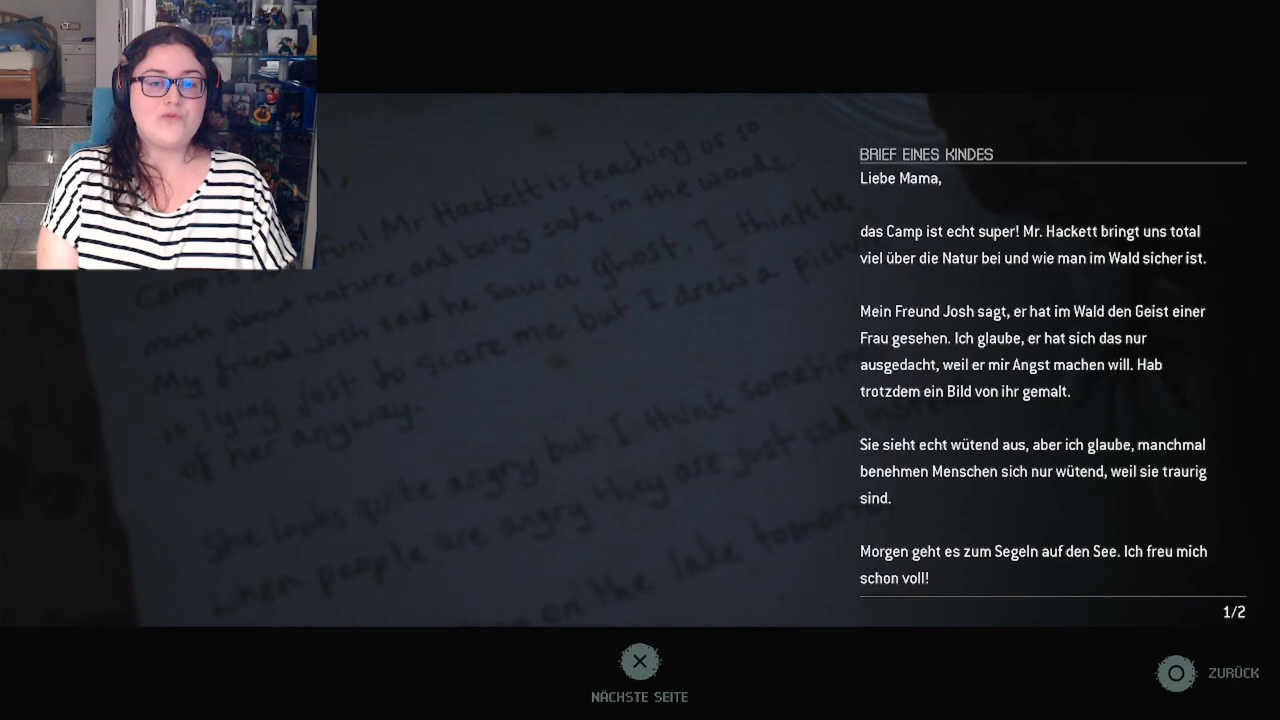 BRIEF EINES KINDES
Liebe Mama,
das Camp ist echt super! Mr. Hackett bringt uns total
viel über die Natur bei und wie man im Wald sicher ist.
Mein Freund Josh sagt, er hat im Wald den Geist einer
Frau gesehen. Ich glaube, er hat sich das nur
ausgedacht, weil er mir Angst machen will. Hab
trotzdem ein Bild von ihr gemalt.
Sie sieht echt wütend aus, aber ich glaube, manchmal
benehmen Menschen sich nur wütend, weil sie traurig
sind.
Morgen geht es zum Segeln auf den See. Ich freu mich
schon voll!
1/2
NÄCHSTE SEITE
ZURÜCK
fun! Mr Hackett is teaching us so
much about nature and being safe in the woods.
My friend Josh said he saw a ghost. I think he
is lying just to scare me but I drew a pictu
of her anyway.
She looks quite angry but I think sometim
when people are angry they are just sad
on the lake